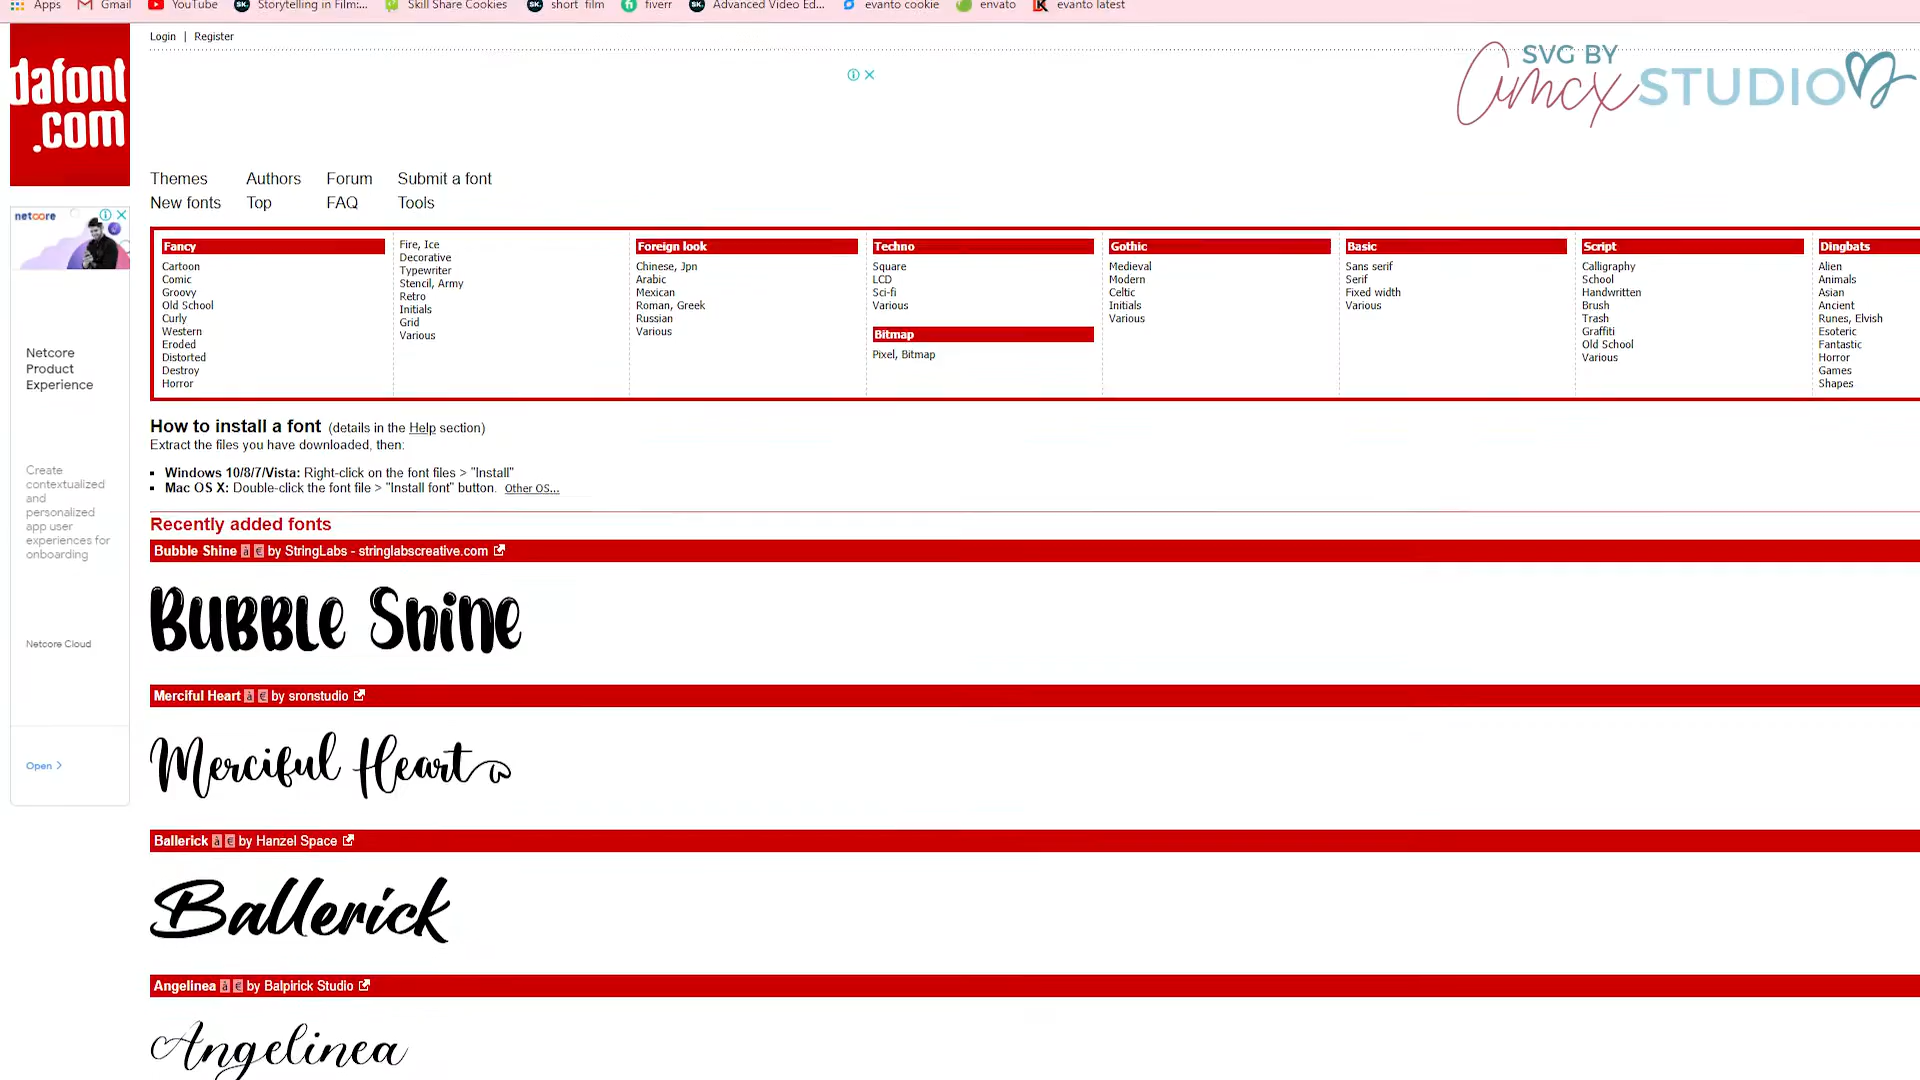 Apps Gmail YouTube Storytelling in Film:... Skill Share Cookies short film fiverr Advanced Video Ed... evanto cookie envato evanto latest
dafont
.com
Login | Register
SVG BY
amcx STUDIO
Themes Authors Forum Submit a font
New fonts Top FAQ Tools
netcore
Netcore
Product
Experience
Create
contextualized
and
personalized
app user
experiences for
onboarding
Netcore Cloud
Open >
Fancy
Cartoon
Comic
Groovy
Old School
Curly
Western
Eroded
Distorted
Destroy
Horror
Fire, Ice
Decorative
Typewriter
Stencil, Army
Retro
Initials
Grid
Various
Foreign look
Chinese, Jpn
Arabic
Mexican
Roman, Greek
Russian
Various
Techno
Square
LCD
Sci-fi
Various
Bitmap
Pixel, Bitmap
Gothic
Medieval
Modern
Celtic
Initials
Various
Basic
Sans serif
Serif
Fixed width
Various
Script
Calligraphy
School
Handwritten
Brush
Trash
Graffiti
Old School
Various
Dingbats
Alien
Animals
Asian
Ancient
Runes, Elvish
Esoteric
Fantastic
Horror
Games
Shapes
How to install a font (details in the Help section)
Extract the files you have downloaded, then:
Windows 10/8/7/Vista: Right-click on the font files > "Install"
Mac OS X: Double-click the font file > "Install font" button. Other OS...
Recently added fonts
Bubble Shine à € by StringLabs - stringlabscreative.com
Bubble Shine
Merciful Heart à € by sronstudio
Merciful Heart
Ballerick à € by Hanzel Space
Ballerick
Angelinea à € by Balpirick Studio
Angelinea